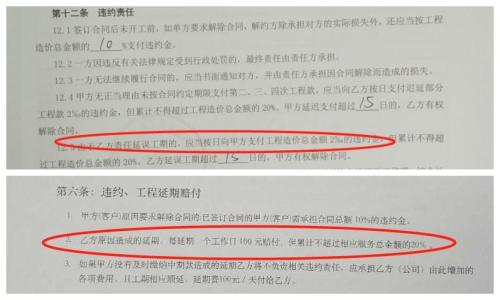 第十二条 违约责任
12.1 签订合同后未开工前，如单方要求解除合同，解约方除承担对方的实际损失外，还应当按工程
造价总金额的 10 %支付违约金。
12.2 一方因违反有关法律规定受到行政处罚的，最终责任由责任方承担。
12.3 一方无法继续履行合同的，应当书面通知对方，并由责任方承担因合同解除而造成的损失。
12.4 甲方无正当理由未按合同约定期限支付第二、三、四次工程款，应当向乙方按日支付迟延部分
工程款 2‰的违约金，但累计不得超过工程造价总金额的 20%。甲方延迟支付超过 15 日的，乙方有权
解除合同。
12.5 由于乙方责任延误工期的，应当按日向甲方支付工程造价总金额 2‰的违约金，但累计不得超
过工程造价总金额的 20%。乙方延误工期超过 15 日的，甲方有权解除合同。
第六条：违约、工程延期赔付
1. 甲方(客户)原因要求解除合同的:已签订合同的甲方(客户)需承担合同总额 10%的违约金。
2. 乙方原因造成的延期，每延期一个工作日 100 元赔付，但累计不超过相应服务总金额的20%。
3. 如果甲方没有及时缴纳中期款造成的延期乙方将不负责相关违约责任，应承担乙方（公司）由此增加的
各项费用，且工期相应顺延，延期费100元 / 天付给乙方。